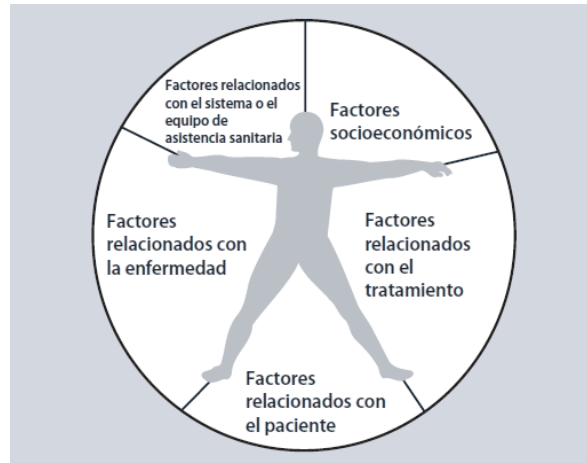 Factores relacionados
con el sistema o el
equipo de
asistencia sanitaria
Factores
socioeconómicos
Factores
relacionados con
la enfermedad
Factores
relacionados
con el
tratamiento
Factores
relacionados con
el paciente